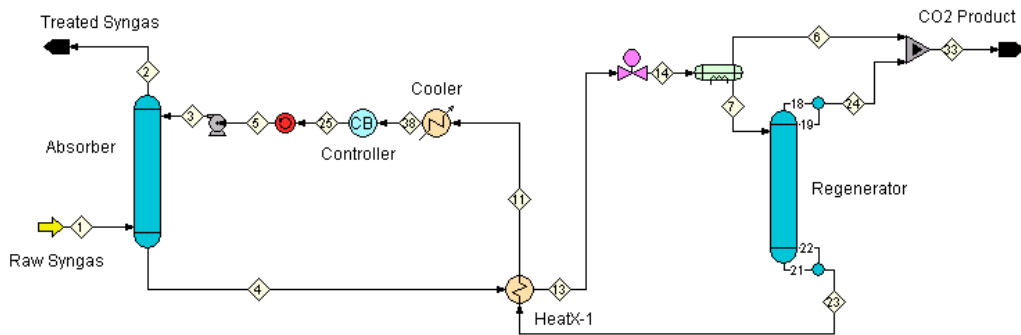 Treated Syngas
CO2 Product
6
33
2
14
Cooler
7
18
24
3
5
25
CB
38
19
Absorber
Controller
Regenerator
11
1
Raw Syngas
22
21
4
13
23
HeatX-1